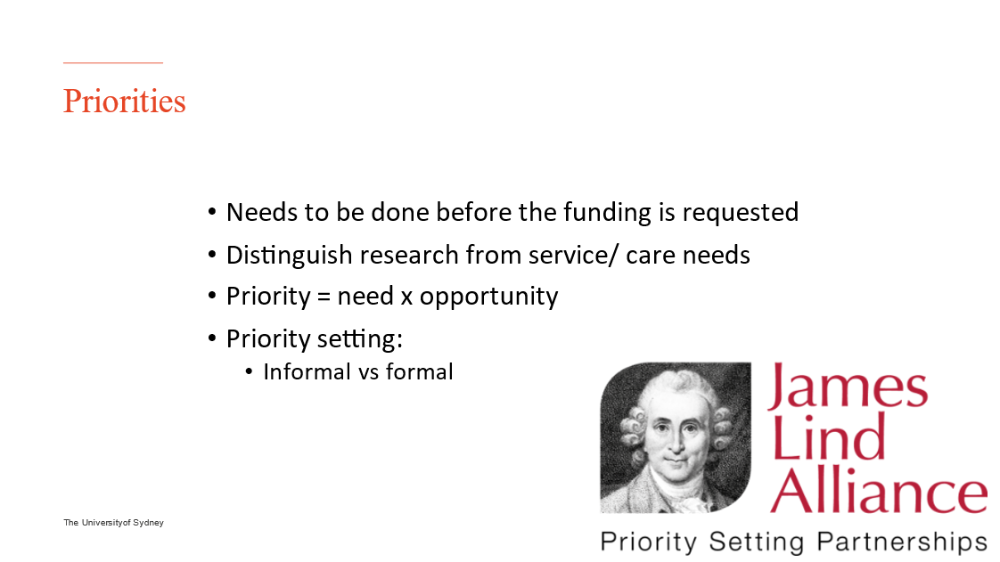 Priorities
• Needs to be done before the funding is requested
• Distinguish research from service/ care needs
• Priority = need x opportunity
• Priority setting:
• Informal vs formal
James
Lind
Alliance
Priority Setting Partnerships
The Universityof Sydney